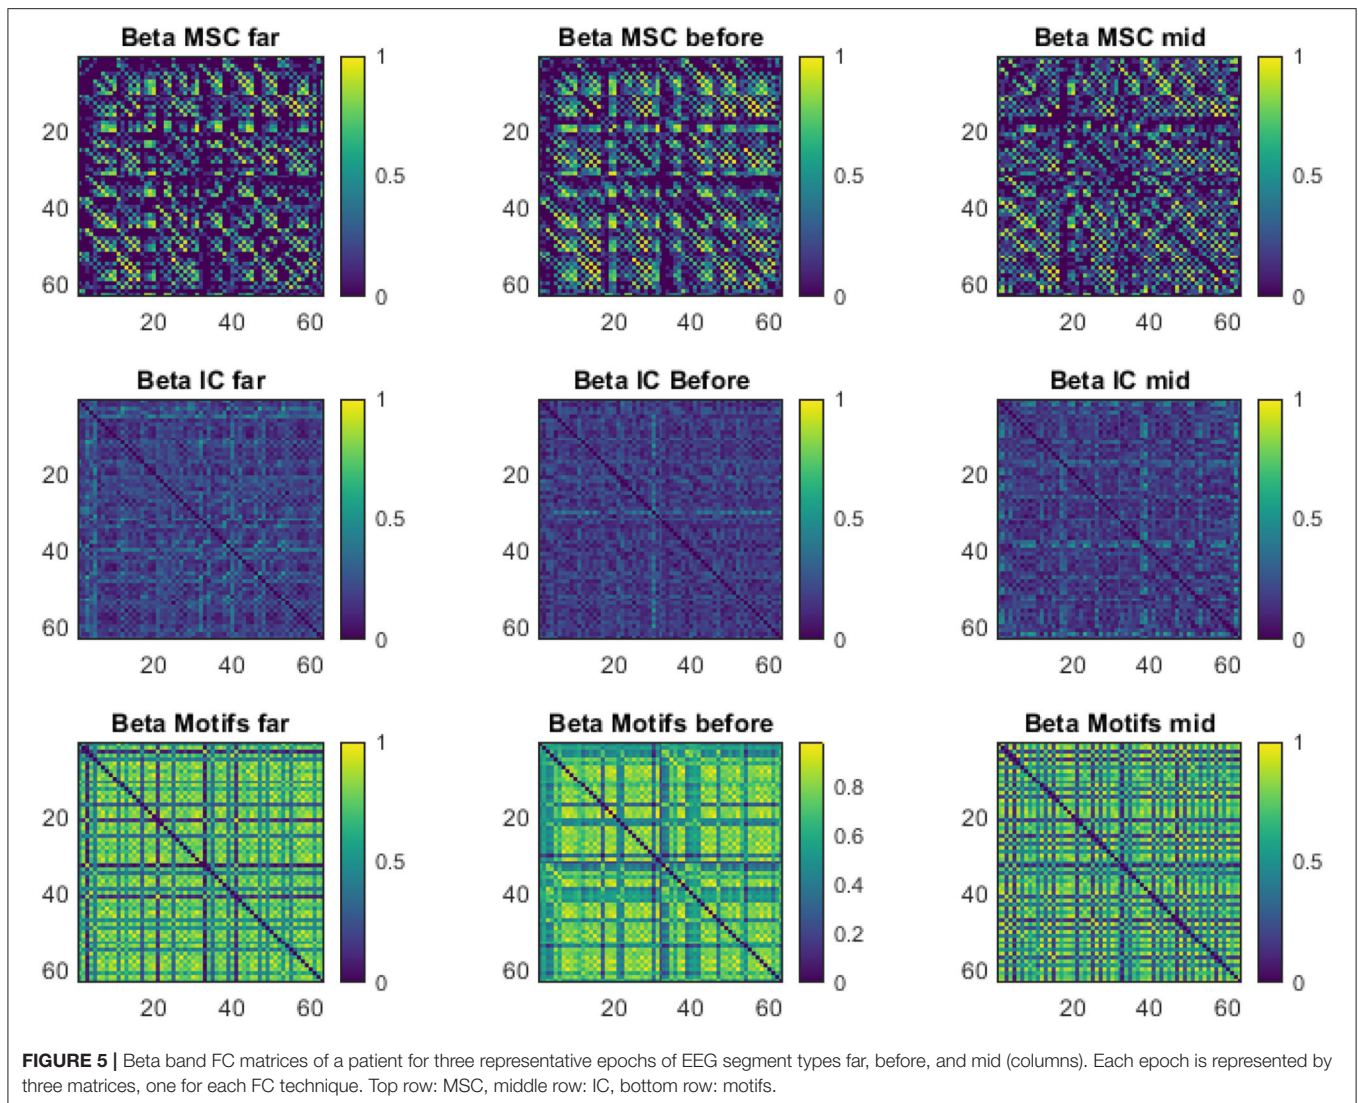 Beta MSC far
Beta MSC before
Beta MSC mid
1
0.5
0
20
40
60
20 40 60
1
0.5
0
20
40
60
20 40 60
1
0.5
0
20
40
60
20 40 60
Beta IC far
Beta IC Before
Beta IC mid
1
0.5
0
20
40
60
20 40 60
1
0.5
0
20
40
60
20 40 60
1
0.5
0
20
40
60
20 40 60
Beta Motifs far
Beta Motifs before
Beta Motifs mid
1
0.5
0
20
40
60
20 40 60
0.8
0.6
0.4
0.2
0
20
40
60
20 40 60
1
0.5
0
20
40
60
20 40 60
FIGURE 5 | Beta band FC matrices of a patient for three representative epochs of EEG segment types far, before, and mid (columns). Each epoch is represented by
three matrices, one for each FC technique. Top row: MSC, middle row: IC, bottom row: motifs.